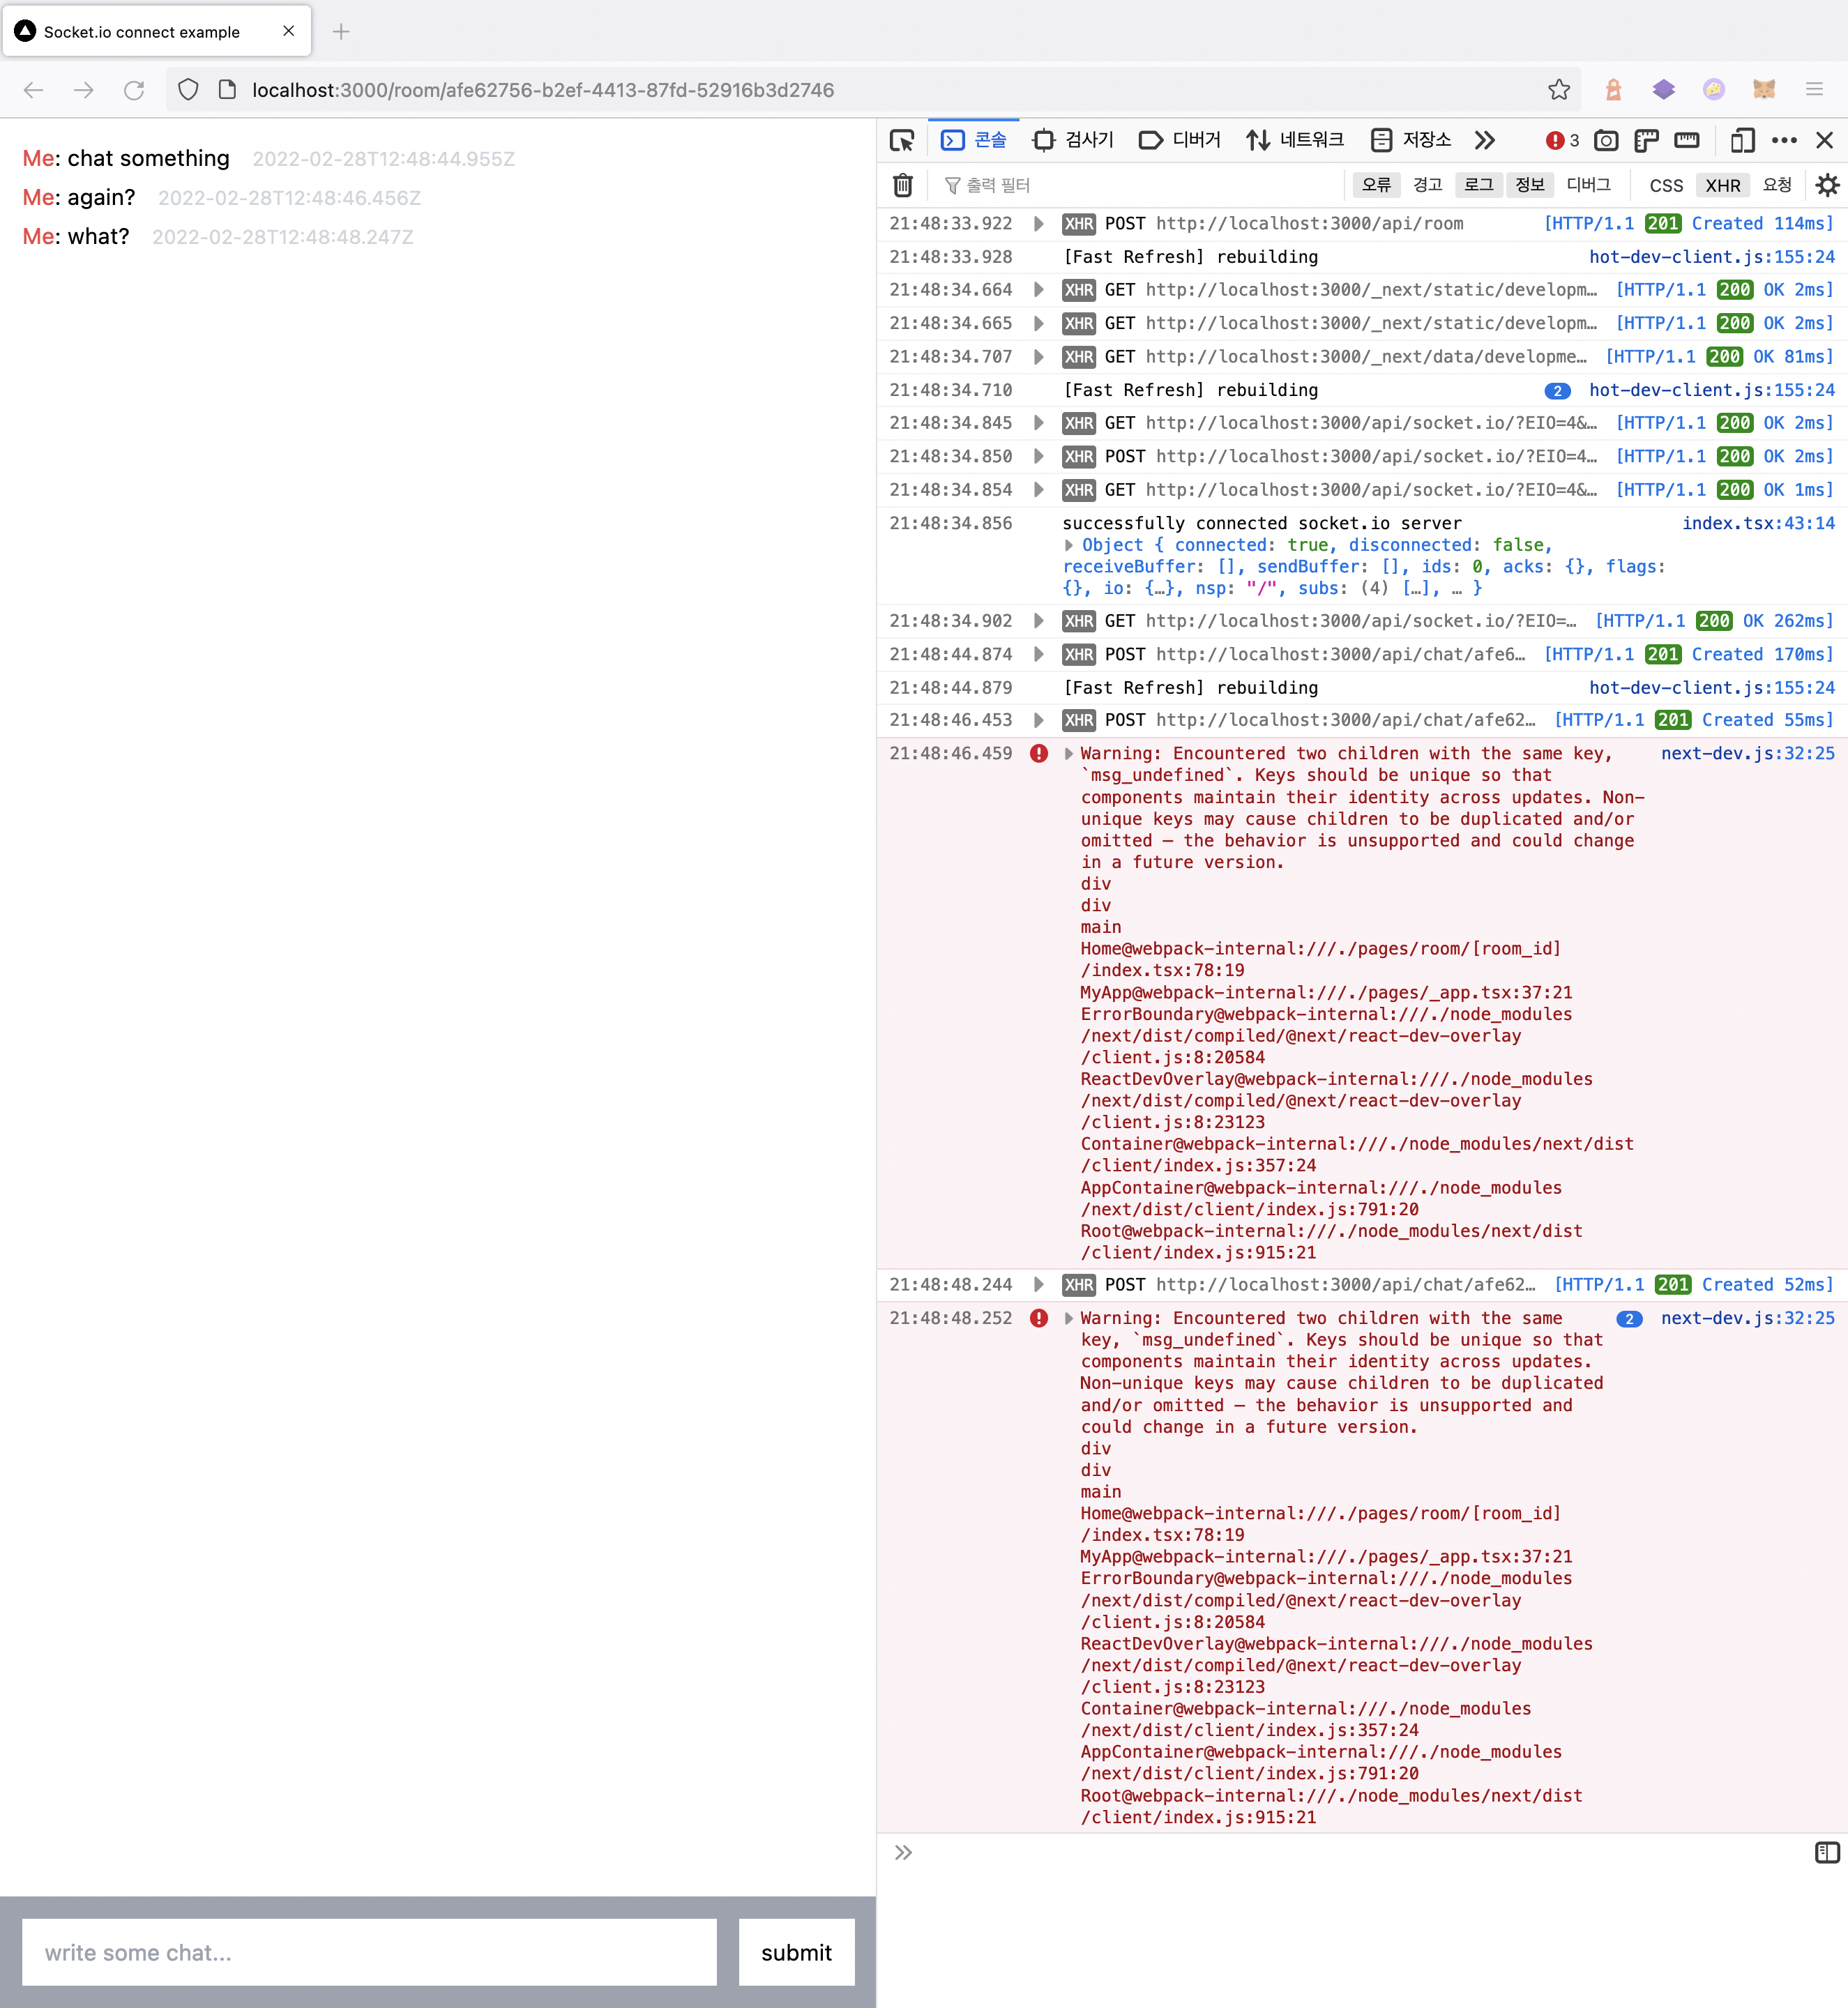 Socket.io connect example
localhost:3000/room/afe62756-b2ef-4413-87fd-52916b3d2746
Me: chat something 2022-02-28T12:48:44.955Z
Me: again? 2022-02-28T12:48:46.456Z
Me: what? 2022-02-28T12:48:48.247Z
write some chat...
submit
콘솔 검사기 디버거 네트워크 저장소 3
출력 필터 오류 경고 로그 정보 디버그 CSS XHR 요청
21:48:33.922 XHR POST http://localhost:3000/api/room [HTTP/1.1 201 Created 114ms]
21:48:33.928 [Fast Refresh] rebuilding hot-dev-client.js:155:24
21:48:34.664 XHR GET http://localhost:3000/_next/static/developm… [HTTP/1.1 200 OK 2ms]
21:48:34.665 XHR GET http://localhost:3000/_next/static/developm… [HTTP/1.1 200 OK 2ms]
21:48:34.707 XHR GET http://localhost:3000/_next/data/developme… [HTTP/1.1 200 OK 81ms]
21:48:34.710 [Fast Refresh] rebuilding 2 hot-dev-client.js:155:24
21:48:34.845 XHR GET http://localhost:3000/api/socket.io/?EIO=4&… [HTTP/1.1 200 OK 2ms]
21:48:34.850 XHR POST http://localhost:3000/api/socket.io/?EIO=4… [HTTP/1.1 200 OK 2ms]
21:48:34.854 XHR GET http://localhost:3000/api/socket.io/?EIO=4&… [HTTP/1.1 200 OK 1ms]
21:48:34.856 successfully connected socket.io server index.tsx:43:14
Object { connected: true, disconnected: false,
receiveBuffer: [], sendBuffer: [], ids: 0, acks: {}, flags:
{}, io: {…}, nsp: "/", subs: (4) […], … }
21:48:34.902 XHR GET http://localhost:3000/api/socket.io/?EIO=… [HTTP/1.1 200 OK 262ms]
21:48:44.874 XHR POST http://localhost:3000/api/chat/afe6… [HTTP/1.1 201 Created 170ms]
21:48:44.879 [Fast Refresh] rebuilding hot-dev-client.js:155:24
21:48:46.453 XHR POST http://localhost:3000/api/chat/afe62… [HTTP/1.1 201 Created 55ms]
21:48:46.459 Warning: Encountered two children with the same key, next-dev.js:32:25
`msg_undefined`. Keys should be unique so that
components maintain their identity across updates. Non-
unique keys may cause children to be duplicated and/or
omitted — the behavior is unsupported and could change
in a future version.
div
div
main
Home@webpack-internal:///./pages/room/[room_id]
/index.tsx:78:19
MyApp@webpack-internal:///./pages/_app.tsx:37:21
ErrorBoundary@webpack-internal:///./node_modules
/next/dist/compiled/@next/react-dev-overlay
/client.js:8:20584
ReactDevOverlay@webpack-internal:///./node_modules
/next/dist/compiled/@next/react-dev-overlay
/client.js:8:23123
Container@webpack-internal:///./node_modules/next/dist
/client/index.js:357:24
AppContainer@webpack-internal:///./node_modules
/next/dist/client/index.js:791:20
Root@webpack-internal:///./node_modules/next/dist
/client/index.js:915:21
21:48:48.244 XHR POST http://localhost:3000/api/chat/afe62… [HTTP/1.1 201 Created 52ms]
21:48:48.252 Warning: Encountered two children with the same 2 next-dev.js:32:25
key, `msg_undefined`. Keys should be unique so that
components maintain their identity across updates.
Non-unique keys may cause children to be duplicated
and/or omitted — the behavior is unsupported and
could change in a future version.
div
div
main
Home@webpack-internal:///./pages/room/[room_id]
/index.tsx:78:19
MyApp@webpack-internal:///./pages/_app.tsx:37:21
ErrorBoundary@webpack-internal:///./node_modules
/next/dist/compiled/@next/react-dev-overlay
/client.js:8:20584
ReactDevOverlay@webpack-internal:///./node_modules
/next/dist/compiled/@next/react-dev-overlay
/client.js:8:23123
Container@webpack-internal:///./node_modules
/next/dist/client/index.js:357:24
AppContainer@webpack-internal:///./node_modules
/next/dist/client/index.js:791:20
Root@webpack-internal:///./node_modules/next/dist
/client/index.js:915:21